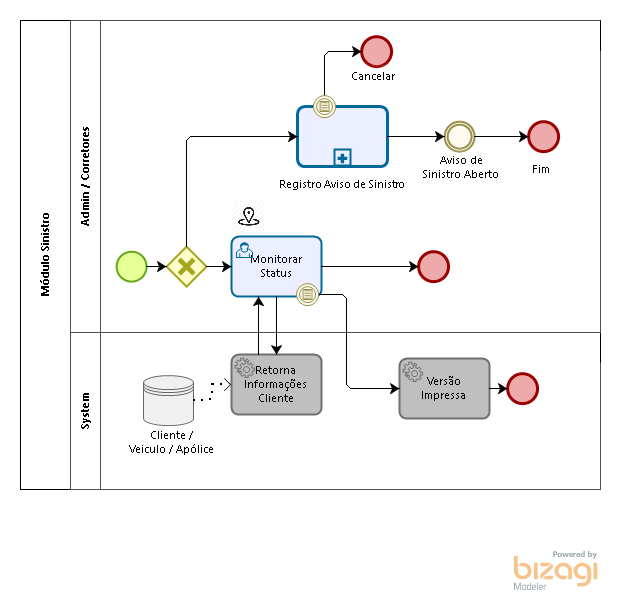 Módulo Sinistro
Admin / Corretores
Cancelar
Registro Aviso de Sinistro
Aviso de
Sinistro Aberto
Fim
Monitorar
Status
System
Retorna
Informações
Cliente
Versão
Impressa
Cliente /
Veiculo / Apólice
Powered by
bizagi
Modeler